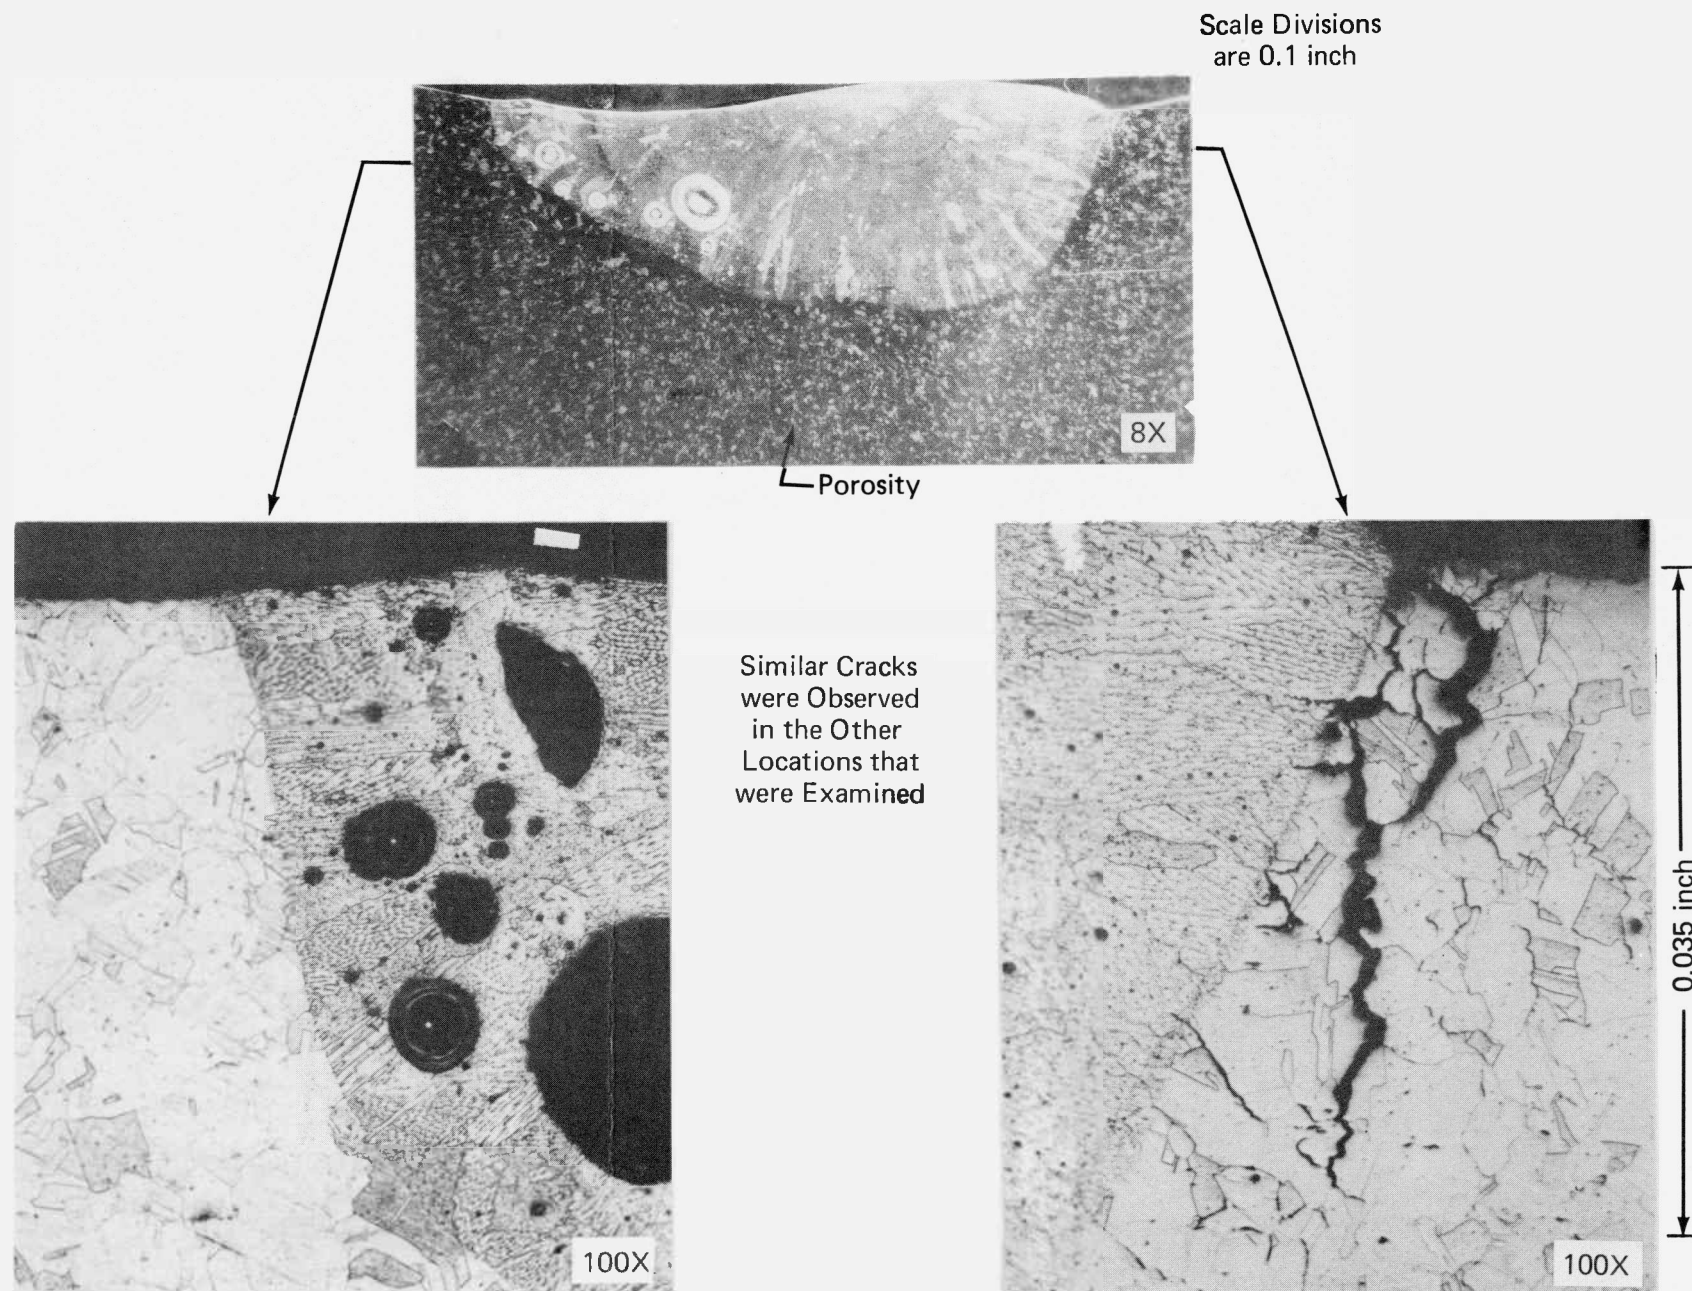 Scale Divisions
are 0.1 inch
8X
Porosity
Similar Cracks
were Observed
in the Other
Locations that
were Examined
0.035 inch
100X
100X